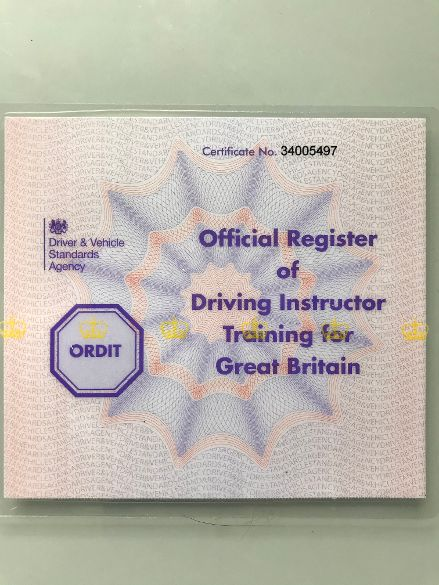 Certificate No. 34005497
Driver & Vehicle
Standards
Agency
Official Register
of
Driving Instructor
Training for
Great Britain
ORDIT